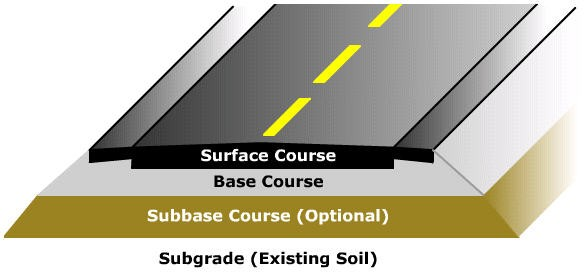 Surface Course
Base Course
Subbase Course (Optional)
Subgrade (Existing Soil)